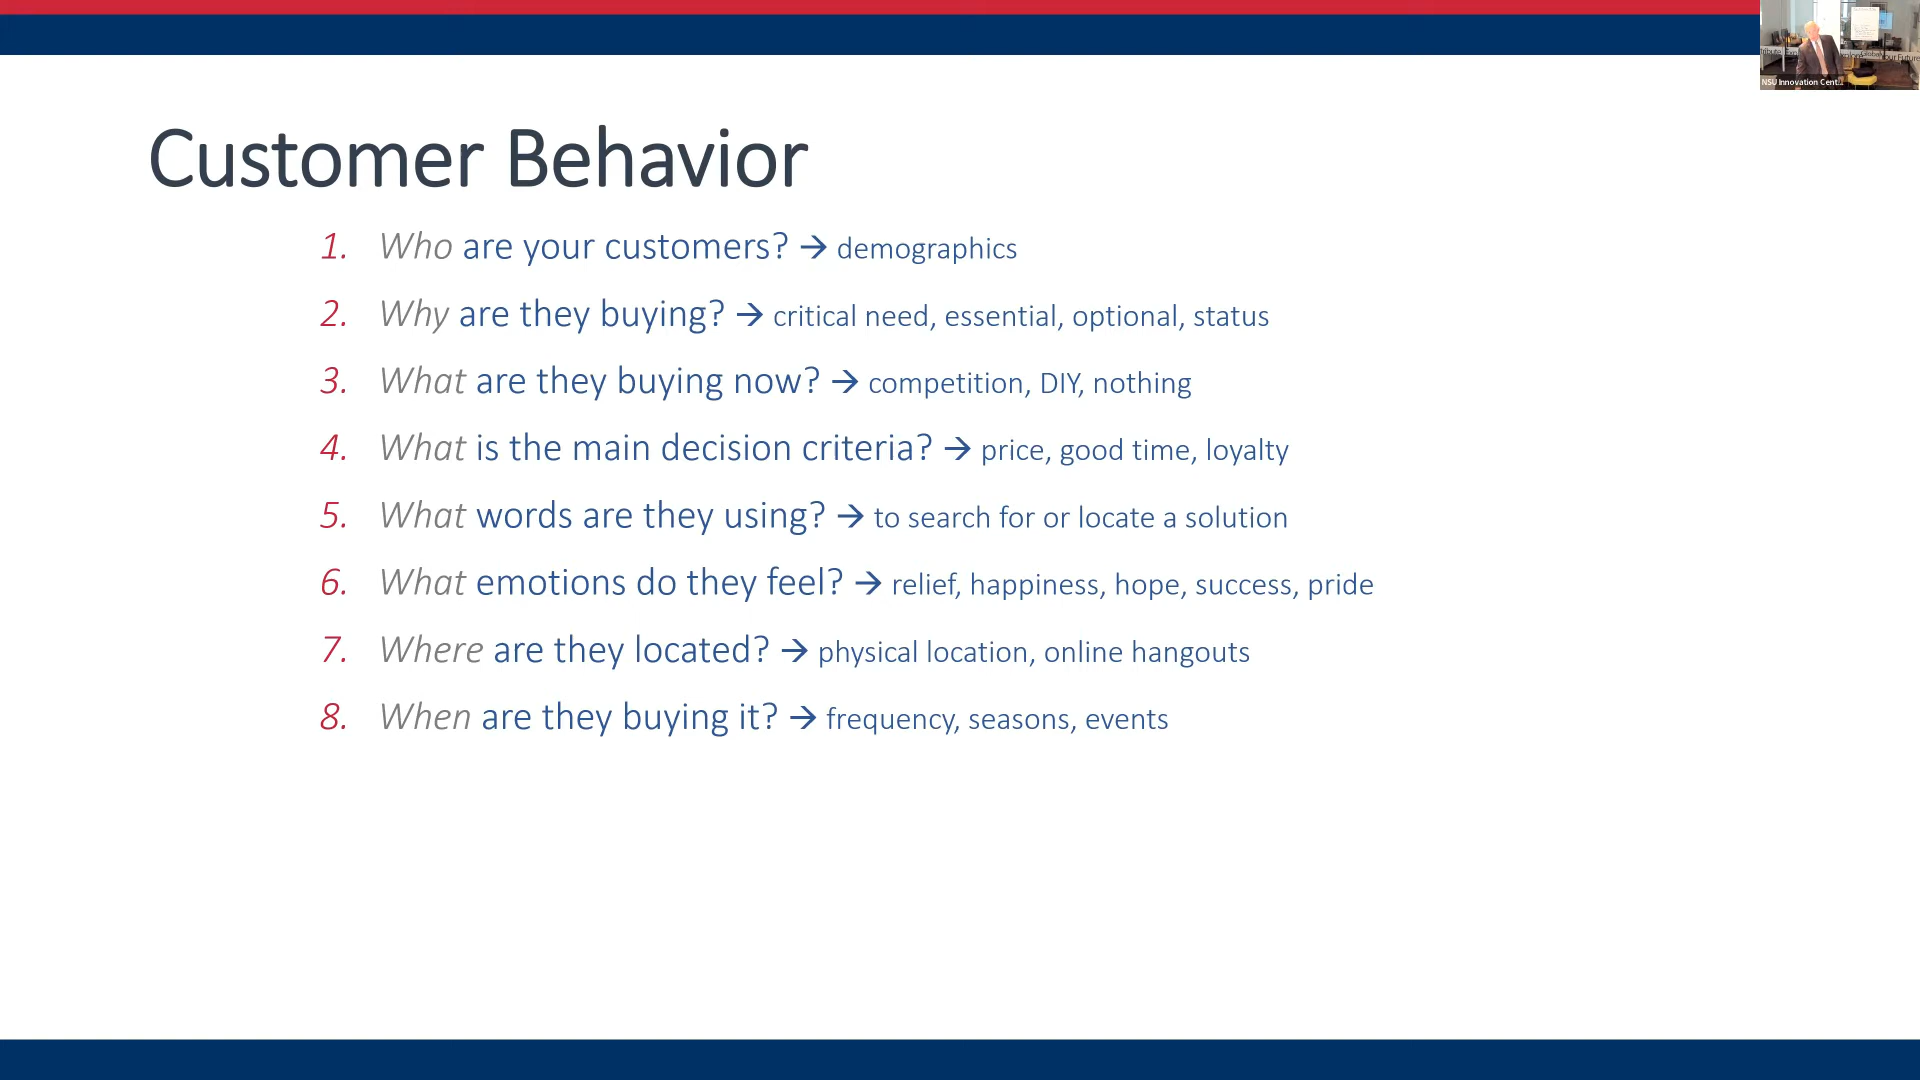 Customer Behavior
1. Who are your customers? → demographics
2. Why are they buying? → critical need, essential, optional, status
3. What are they buying now? → competition, DIY, nothing
4. What is the main decision criteria? → price, good time, loyalty
5. What words are they using? → to search for or locate a solution
6. What emotions do they feel? → relief, happiness, hope, success, pride
7. Where are they located? → physical location, online hangouts
8. When are they buying it? → frequency, seasons, events
NSU Innovation Cent...